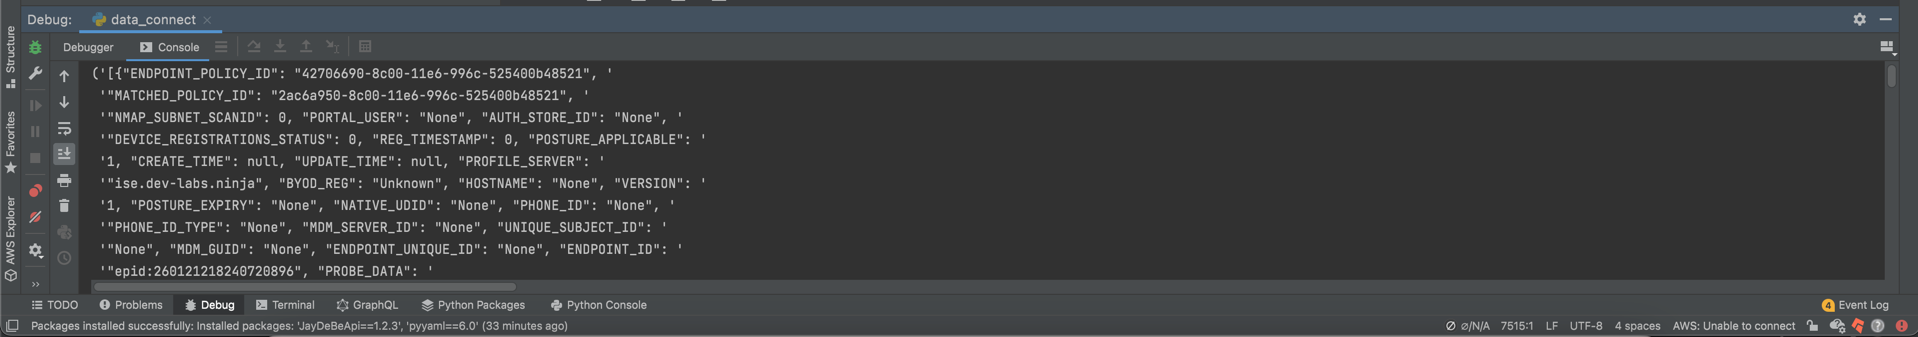 Debug: data_connect
Debugger Console
('[{"ENDPOINT_POLICY_ID": "42706690-8c00-11e6-996c-525400b48521", '
'"MATCHED_POLICY_ID": "2ac6a950-8c00-11e6-996c-525400b48521", '
'"NMAP_SUBNET_SCANID": 0, "PORTAL_USER": "None", "AUTH_STORE_ID": "None", '
'"DEVICE_REGISTRATIONS_STATUS": 0, "REG_TIMESTAMP": 0, "POSTURE_APPLICABLE": '
'1, "CREATE_TIME": null, "UPDATE_TIME": null, "PROFILE_SERVER": '
'"ise.dev-labs.ninja", "BYOD_REG": "Unknown", "HOSTNAME": "None", "VERSION": '
'1, "POSTURE_EXPIRY": "None", "NATIVE_UDID": "None", "PHONE_ID": "None", '
'"PHONE_ID_TYPE": "None", "MDM_SERVER_ID": "None", "UNIQUE_SUBJECT_ID": '
'"None", "MDM_GUID": "None", "ENDPOINT_UNIQUE_ID": "None", "ENDPOINT_ID": '
'"epid:260121218240720896", "PROBE_DATA": '
Structure
Favorites
AWS Explorer
TODO Problems Debug Terminal GraphQL Python Packages Python Console 4 Event Log
Packages installed successfully: Installed packages: 'JayDeBeApi==1.2.3', 'pyyaml==6.0' (33 minutes ago) ∅/N/A 7515:1 LF UTF-8 4 spaces AWS: Unable to connect